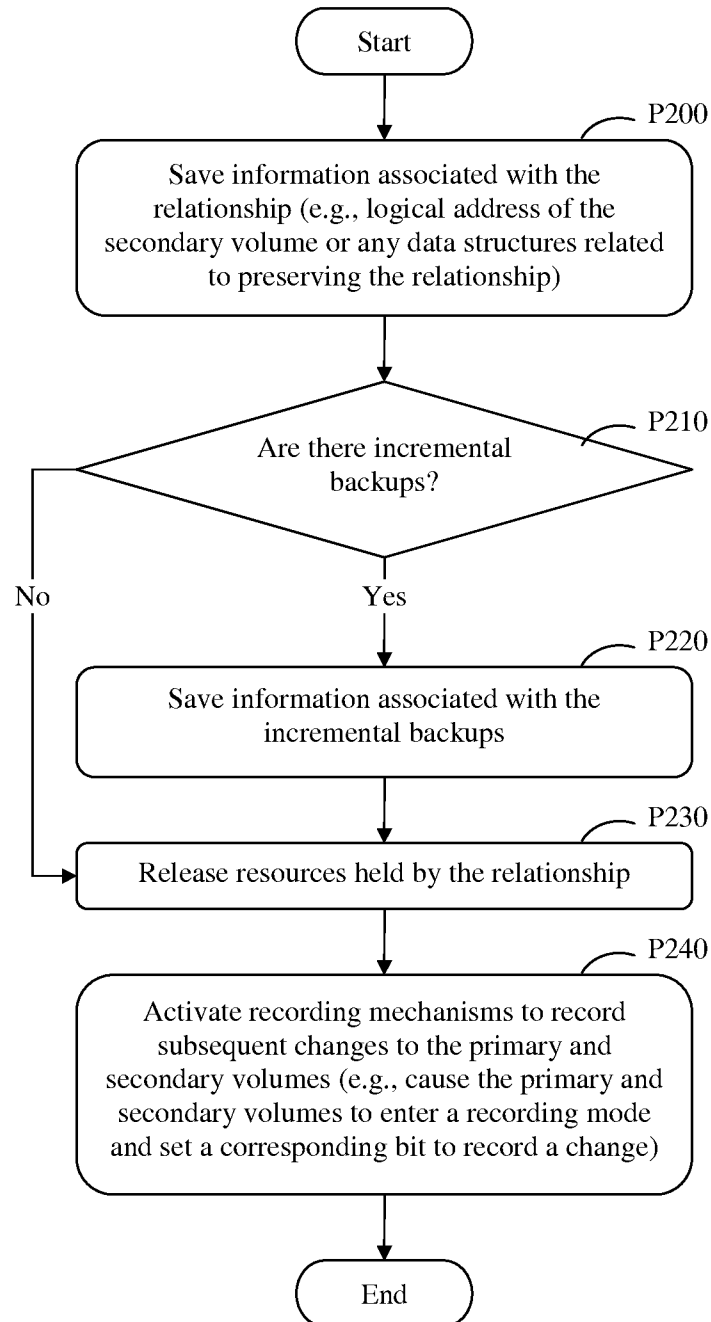 Start
P200
Save information associated with the
relationship (e.g., logical address of the
secondary volume or any data structures related
to preserving the relationship)
P210
Are there incremental
backups?
No
Yes
P220
Save information associated with the
incremental backups
P230
Release resources held by the relationship
P240
Activate recording mechanisms to record
subsequent changes to the primary and
secondary volumes (e.g., cause the primary and
secondary volumes to enter a recording mode
and set a corresponding bit to record a change)
End